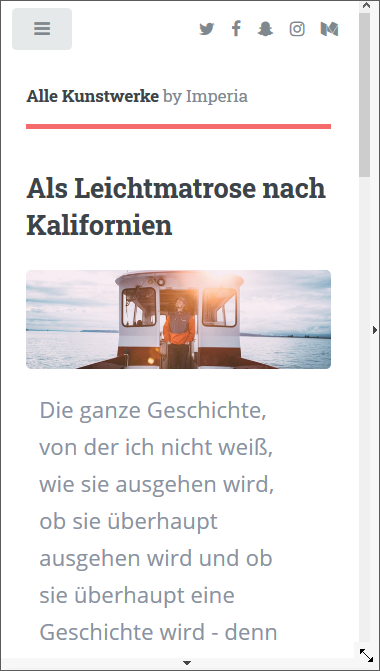 Alle Kunstwerke by Imperia
Als Leichtmatrose nach
Kalifornien
Die ganze Geschichte,
von der ich nicht weiß,
wie sie ausgehen wird,
ob sie überhaupt
ausgehen wird und ob
sie überhaupt eine
Geschichte wird - denn